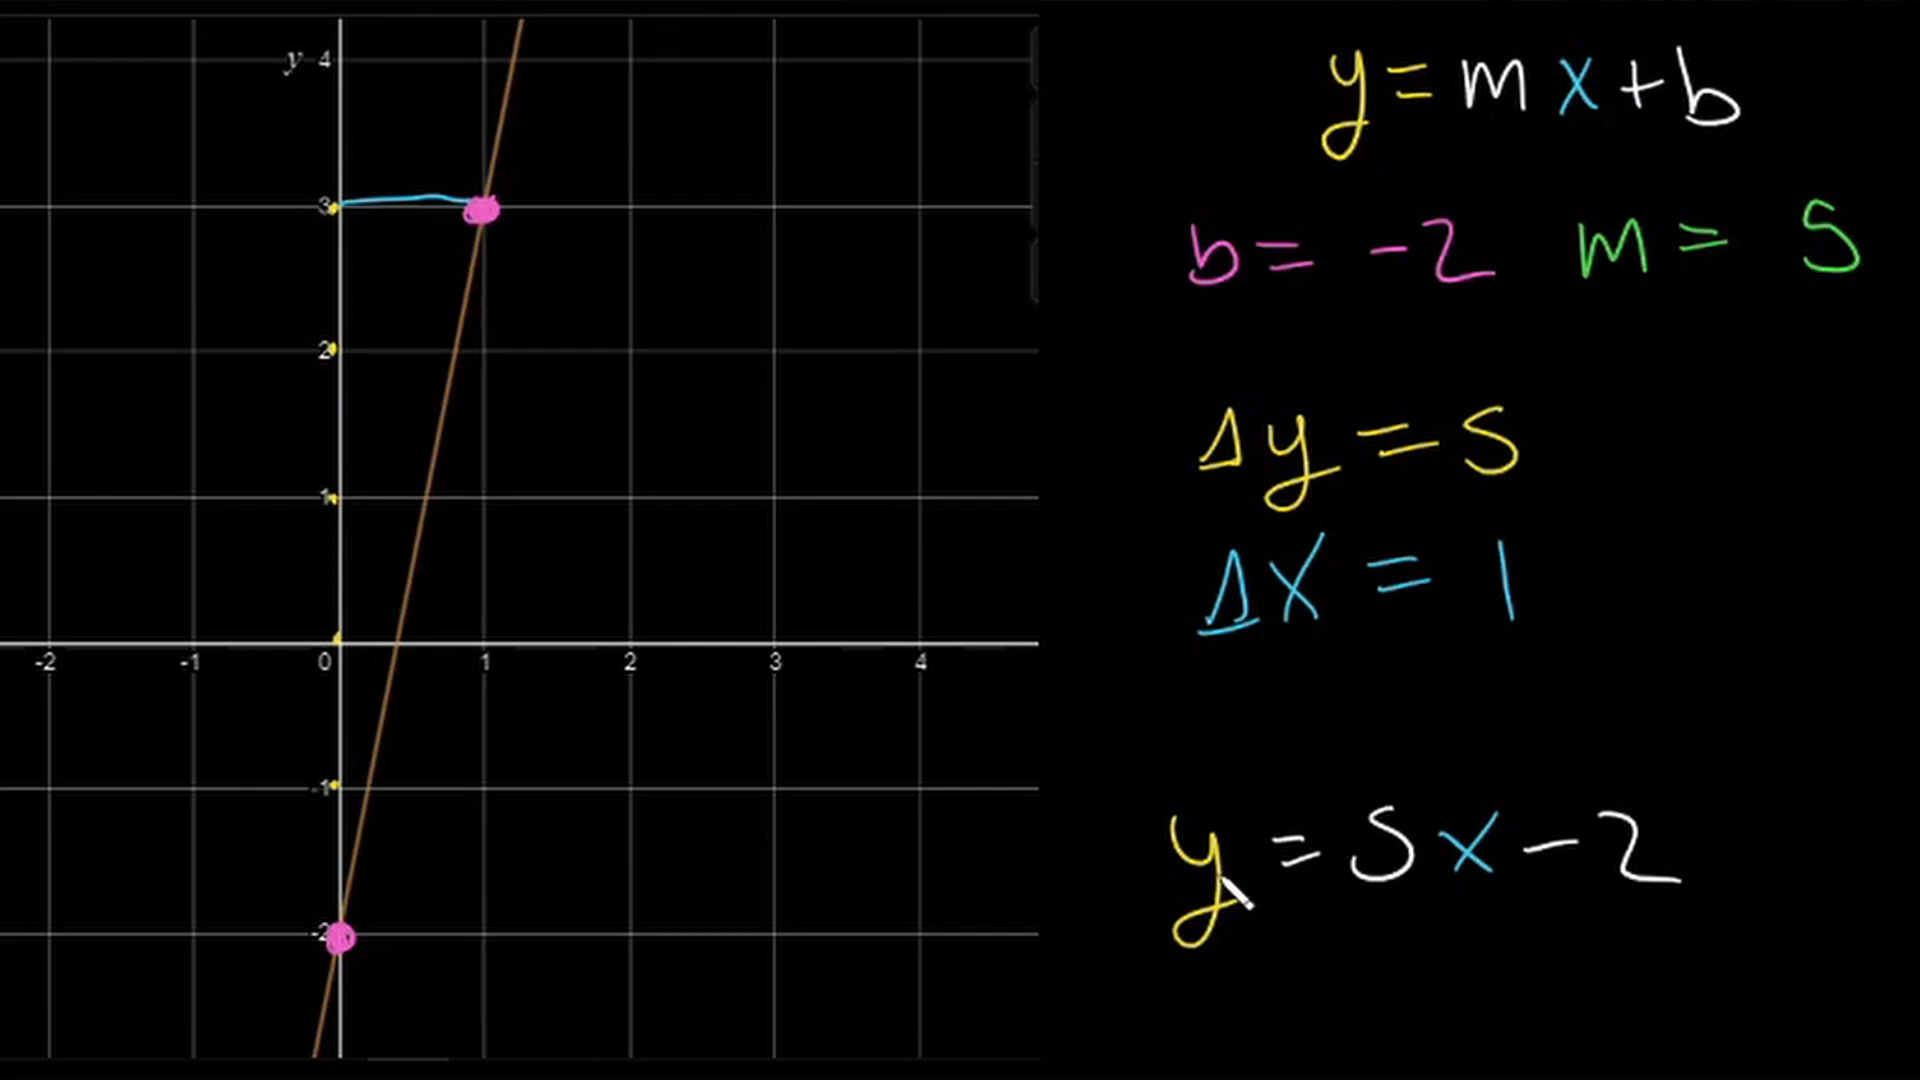 y 4
3
2
1
-2 -1 0 1 2 3 4
-1
-2
y = mx + b
b = -2 m = 5
Δy = 5
Δx = 1
y = 5x - 2